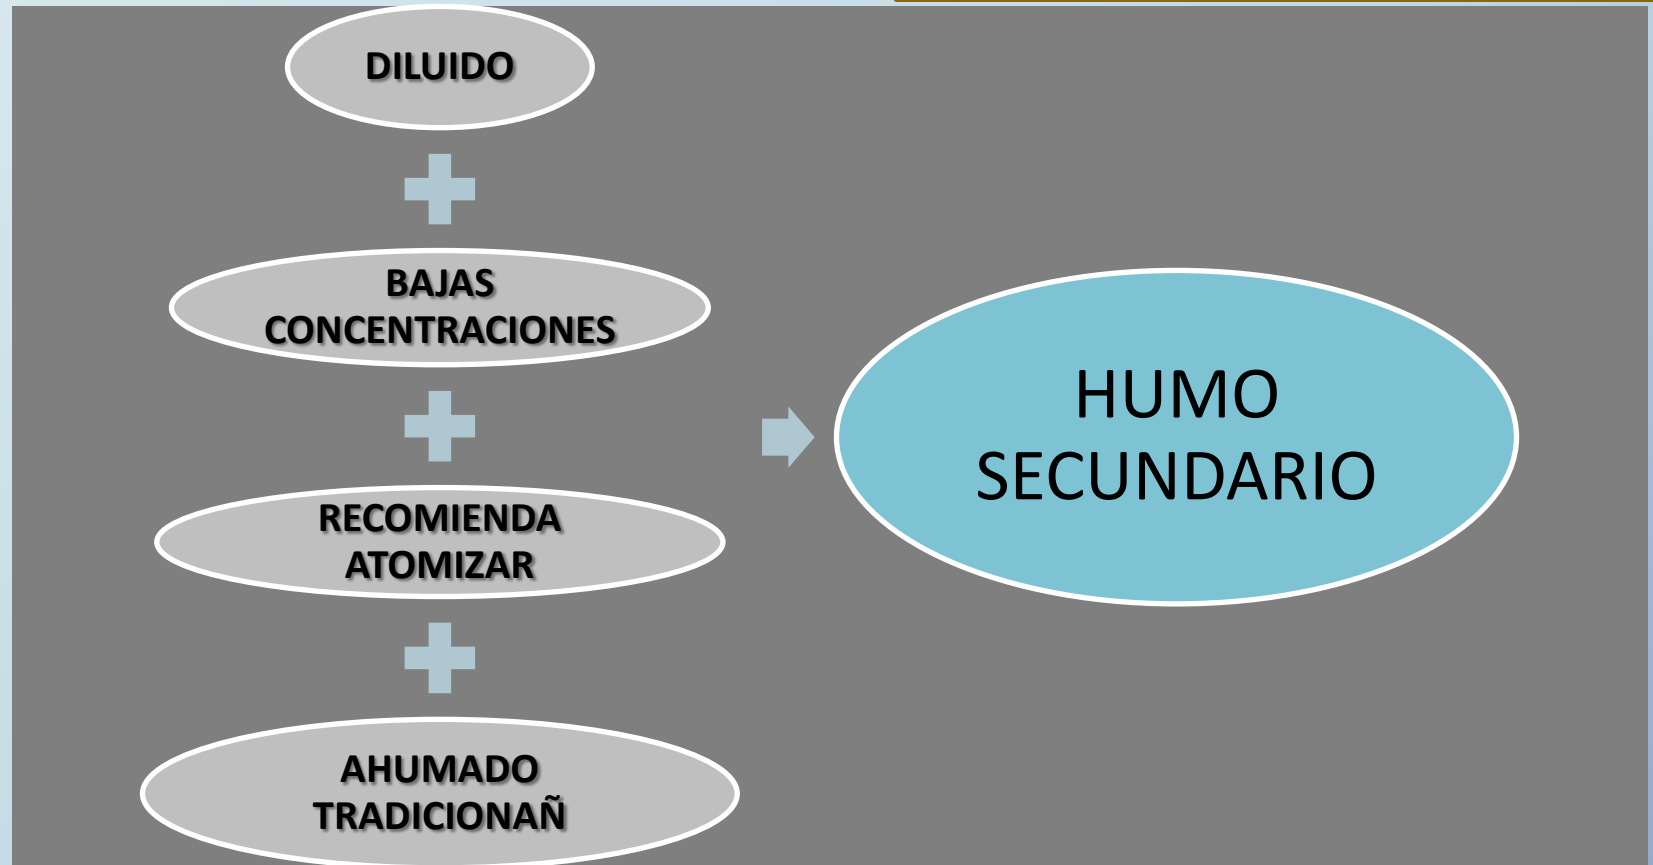 DILUIDO
BAJAS
CONCENTRACIONES
RECOMIENDA
ATOMIZAR
AHUMADO
TRADICIONAÑ
HUMO
SECUNDARIO